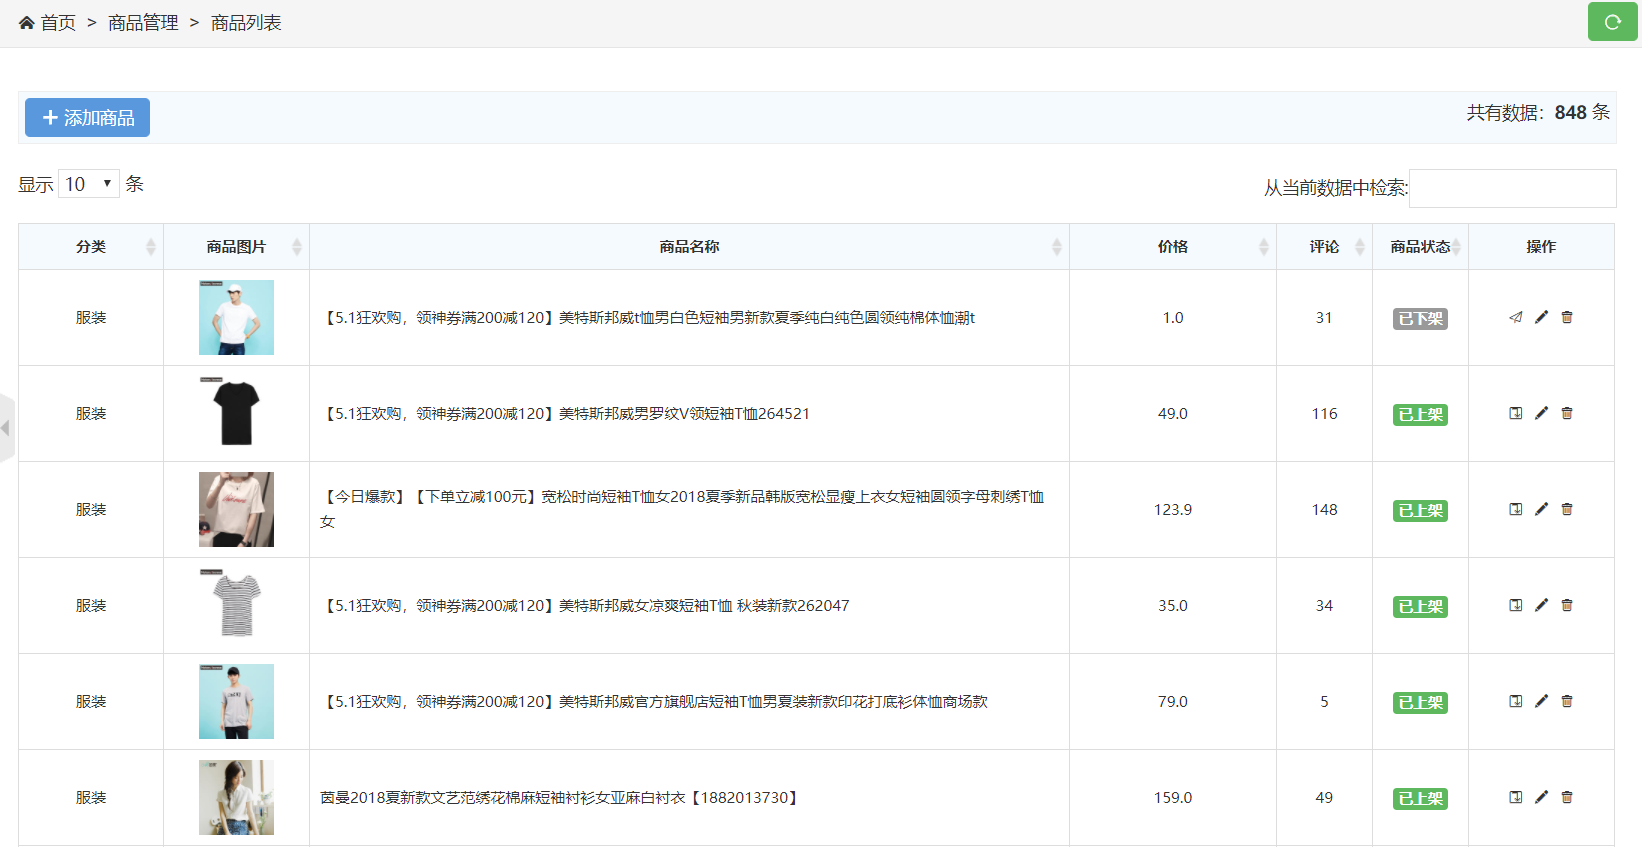 首页 > 商品管理 > 商品列表
添加商品
共有数据：848 条
显示 10 条
从当前数据中检索:
分类 商品图片 商品名称 价格 评论 商品状态 操作
服装 【5.1狂欢购，领神券满200减120】美特斯邦威t恤男白色短袖男新款夏季纯白纯色圆领纯棉体恤潮t 1.0 31 已下架
服装 【5.1狂欢购，领神券满200减120】美特斯邦威男罗纹V领短袖T恤264521 49.0 116 已上架
服装 【今日爆款】【下单立减100元】宽松时尚短袖T恤女2018夏季新品韩版宽松显瘦上衣女短袖圆领字母刺绣T恤
女 123.9 148 已上架
服装 【5.1狂欢购，领神券满200减120】美特斯邦威女凉爽短袖T恤 秋装新款262047 35.0 34 已上架
服装 【5.1狂欢购，领神券满200减120】美特斯邦威官方旗舰店短袖T恤男夏装新款印花打底衫体恤商场款 79.0 5 已上架
服装 茵曼2018夏新款文艺范绣花棉麻短袖衬衫女亚麻白衬衣【1882013730】 159.0 49 已上架